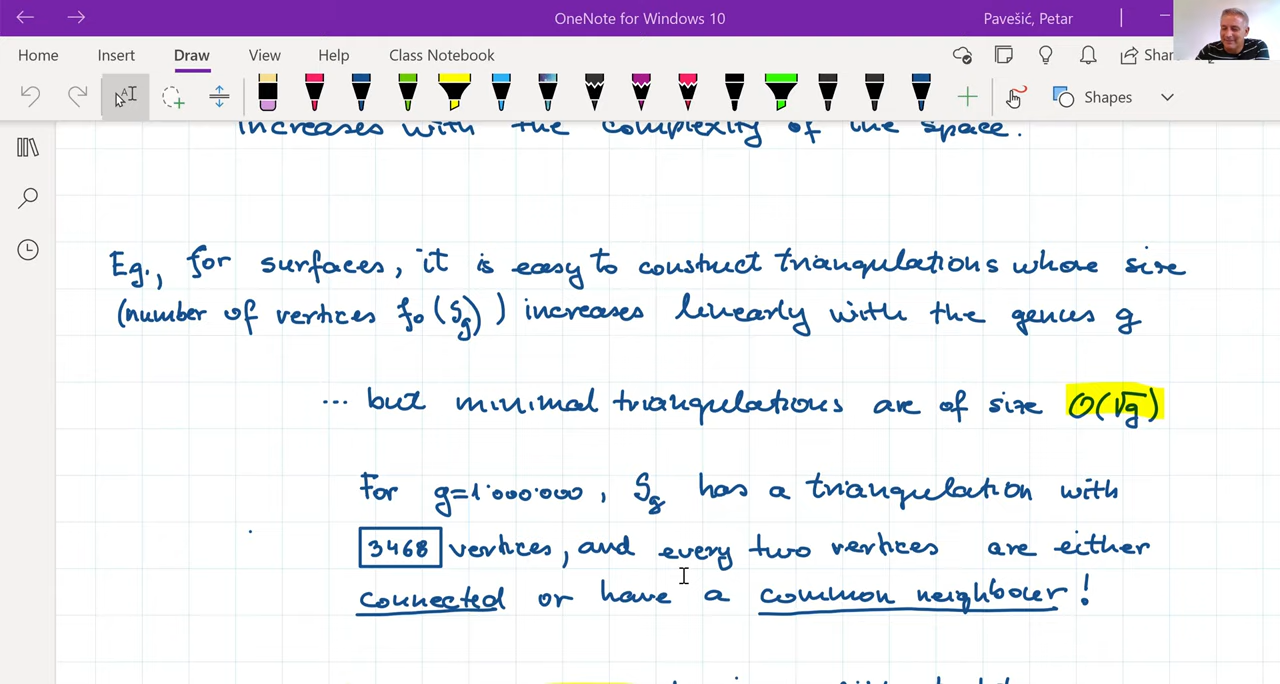 OneNote for Windows 10
Pavešić, Petar
Home Insert Draw View Help Class Notebook
Shar
Shapes
increases with the complexity of the space.
Eg., for surfaces, it is easy to construct triangulations whose size
(number of vertices f₀(S_g)) increases linearly with the genus g
... but minimal triangulations are of size O(√g)
For g=1'000'000, S_g has a triangulation with
3468 vertices, and every two vertices are either
connected or have a common neighbour!